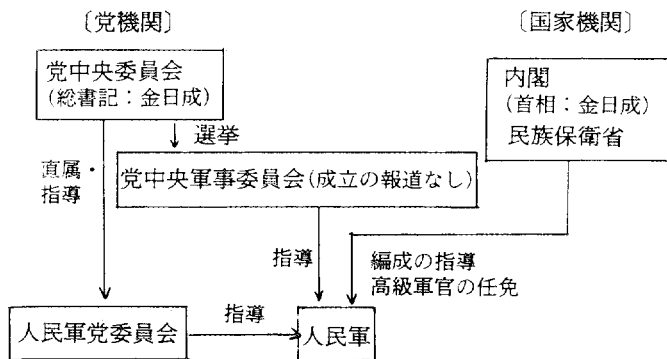 〔党機関〕
〔国家機関〕
党中央委員会
(総書記：金日成)
内閣
(首相：金日成)
民族保衛省
選挙
直属・
指導
党中央軍事委員会(成立の報道なし)
指導
編成の指導
高級軍官の任免
人民軍党委員会
指導
人民軍